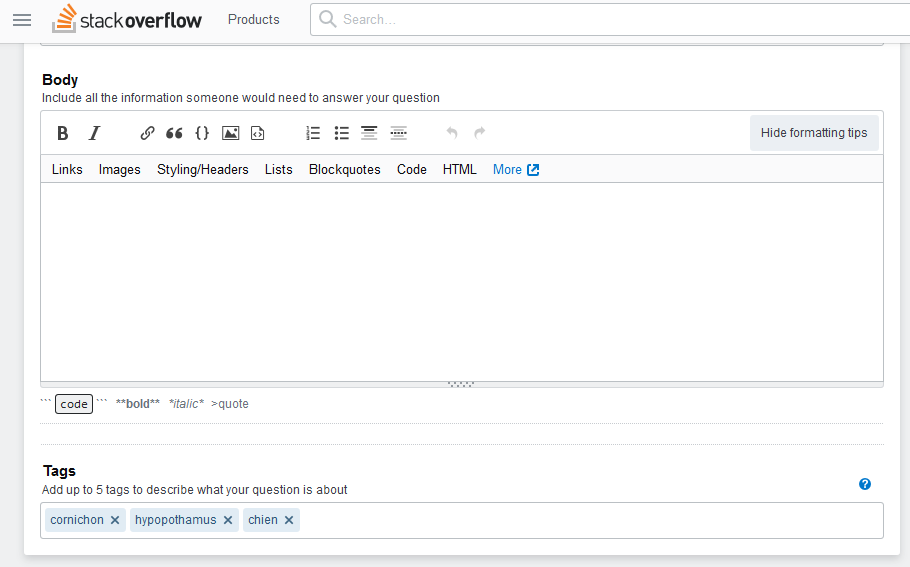 stackoverflow Products Search...
Body
Include all the information someone would need to answer your question
B I Hide formatting tips
Links Images Styling/Headers Lists Blockquotes Code HTML More
``` code ``` **bold** *italic* >quote
Tags
Add up to 5 tags to describe what your question is about
?
cornichon × hypopothamus × chien ×